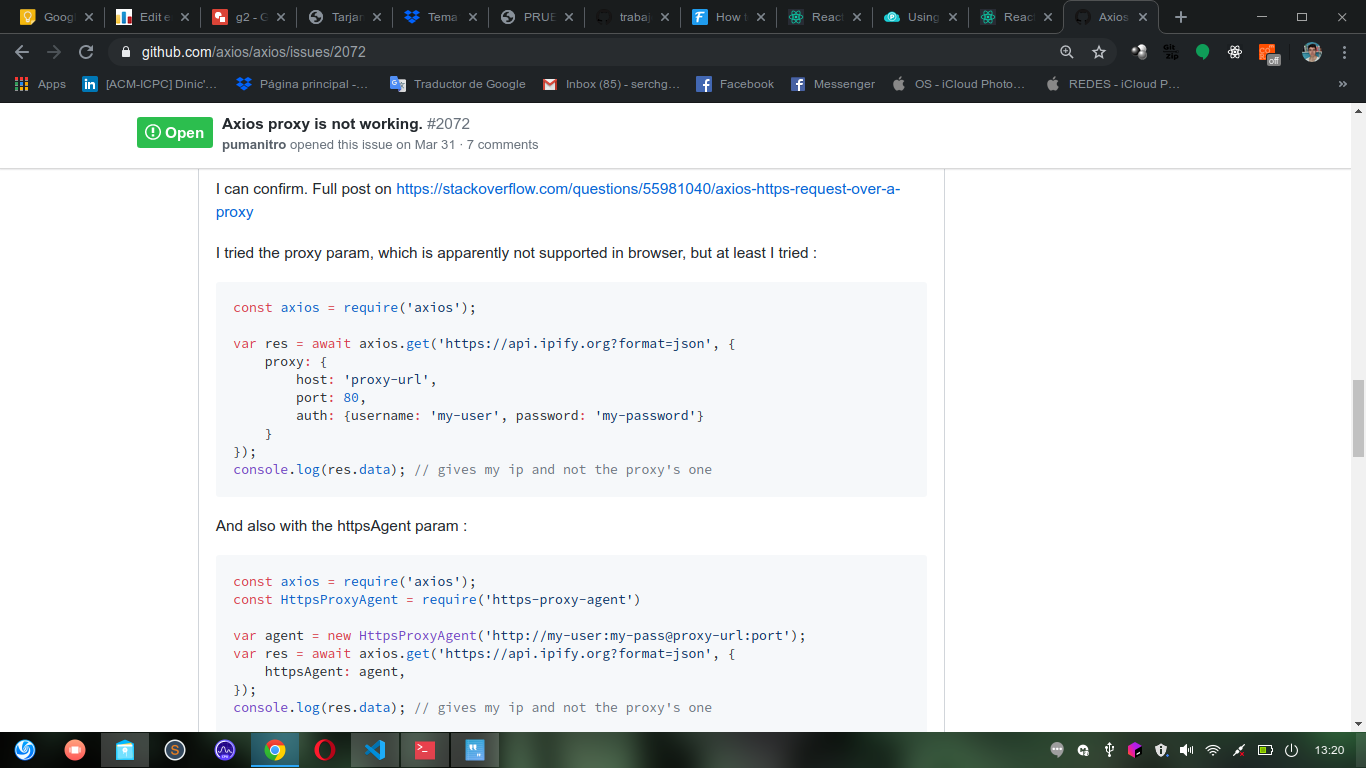 Googl
Edit e
g2 - G
Tarjan
Tema
PRUE
trabaj
How t
React
Using
React
Axios
github.com/axios/axios/issues/2072
Git
Zip
off
Apps
[ACM-ICPC] Dinic'...
Página principal -...
Traductor de Google
Inbox (85) - serchg...
Facebook
Messenger
OS - iCloud Photo...
REDES - iCloud P...
»
Open
Axios proxy is not working. #2072
pumanitro opened this issue on Mar 31 · 7 comments
I can confirm. Full post on https://stackoverflow.com/questions/55981040/axios-https-request-over-a-
proxy
I tried the proxy param, which is apparently not supported in browser, but at least I tried :
const axios = require('axios');
var res = await axios.get('https://api.ipify.org?format=json', {
    proxy: {
        host: 'proxy-url',
        port: 80,
        auth: {username: 'my-user', password: 'my-password'}
    }
});
console.log(res.data); // gives my ip and not the proxy's one
And also with the httpsAgent param :
const axios = require('axios');
const HttpsProxyAgent = require('https-proxy-agent')
var agent = new HttpsProxyAgent('http://my-user:my-pass@proxy-url:port');
var res = await axios.get('https://api.ipify.org?format=json', {
    httpsAgent: agent,
});
console.log(res.data); // gives my ip and not the proxy's one
13:20